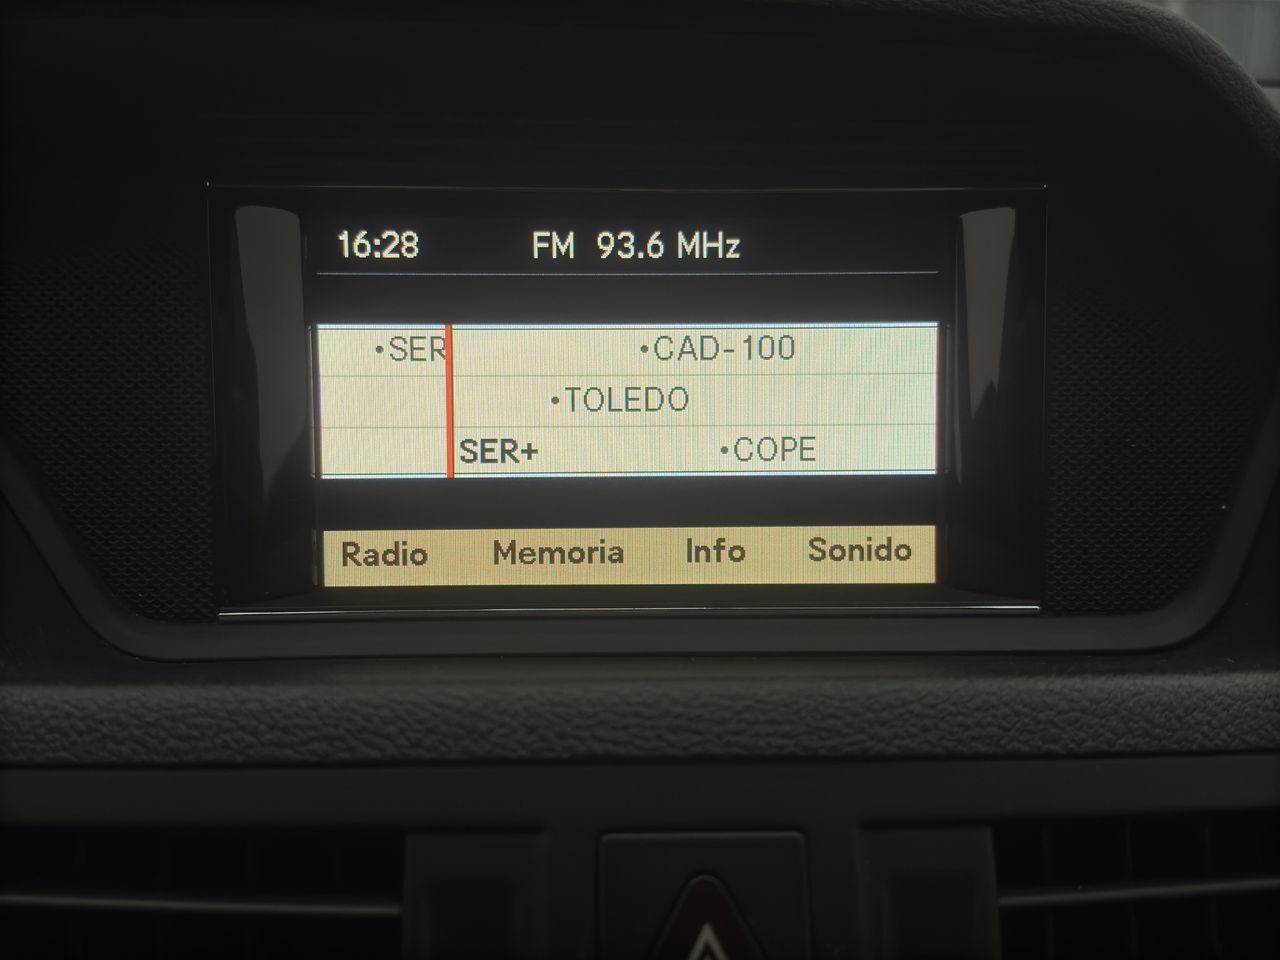 16:28 FM 93.6 MHz
•SER •CAD-100
•TOLEDO
SER+ •COPE
Radio Memoria Info Sonido